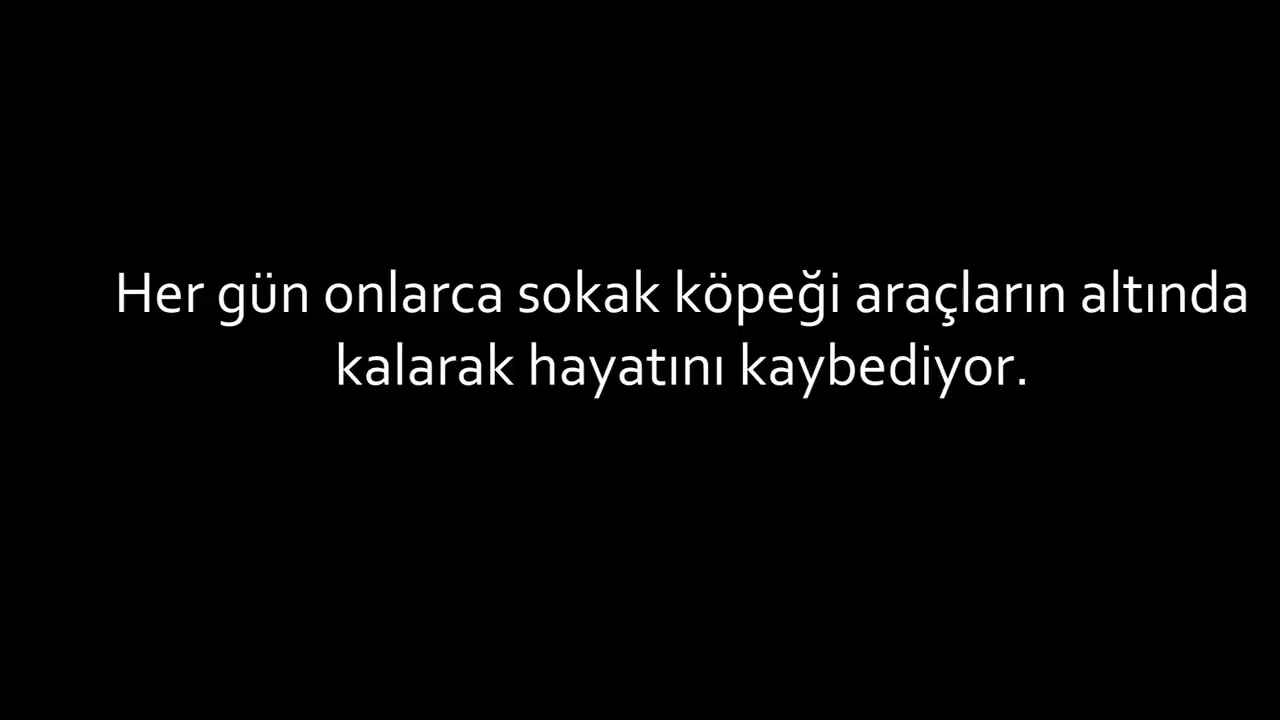 Her gün onlarca sokak köpeği araçların altında
kalarak hayatını kaybediyor.